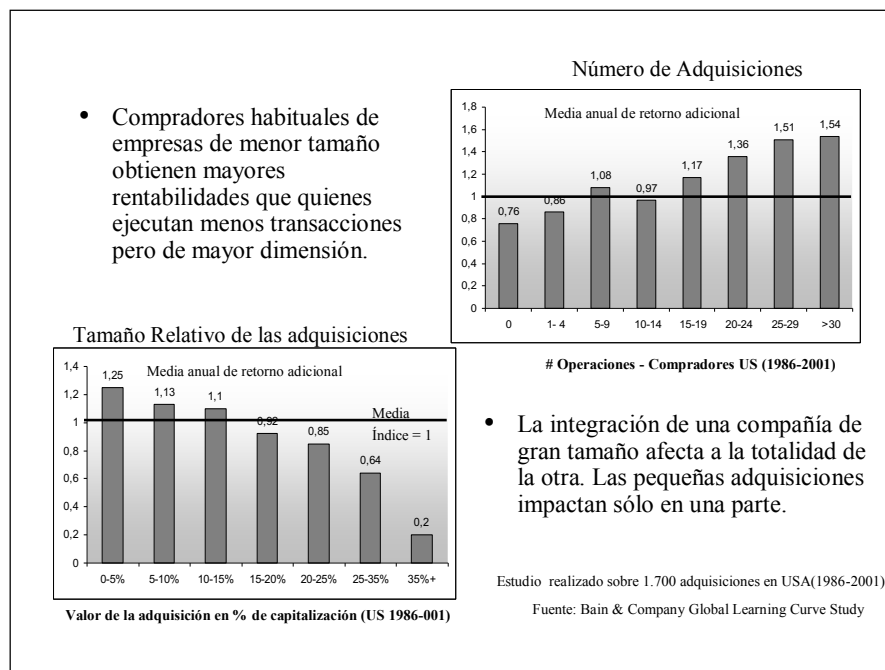 • Compradores habituales de
empresas de menor tamaño
obtienen mayores
rentabilidades que quienes
ejecutan menos transacciones
pero de mayor dimensión.
Número de Adquisiciones
Media anual de retorno adicional
1,8
1,6
1,4
1,2
1
0,8
0,6
0,4
0,2
0
0,76
0,86
1,08
0,97
1,17
1,36
1,51
1,54
0 1- 4 5-9 10-14 15-19 20-24 25-29 >30
# Operaciones - Compradores US (1986-2001)
Tamaño Relativo de las adquisiciones
Media anual de retorno adicional
1,4
1,2
1
0,8
0,6
0,4
0,2
0
1,25
1,13
1,1
0,92
0,85
0,64
0,2
Media
Índice = 1
0-5% 5-10% 10-15% 15-20% 20-25% 25-35% 35%+
Valor de la adquisición en % de capitalización (US 1986-001)
• La integración de una compañía de
gran tamaño afecta a la totalidad de
la otra. Las pequeñas adquisiciones
impactan sólo en una parte.
Estudio realizado sobre 1.700 adquisiciones en USA(1986-2001)
Fuente: Bain & Company Global Learning Curve Study